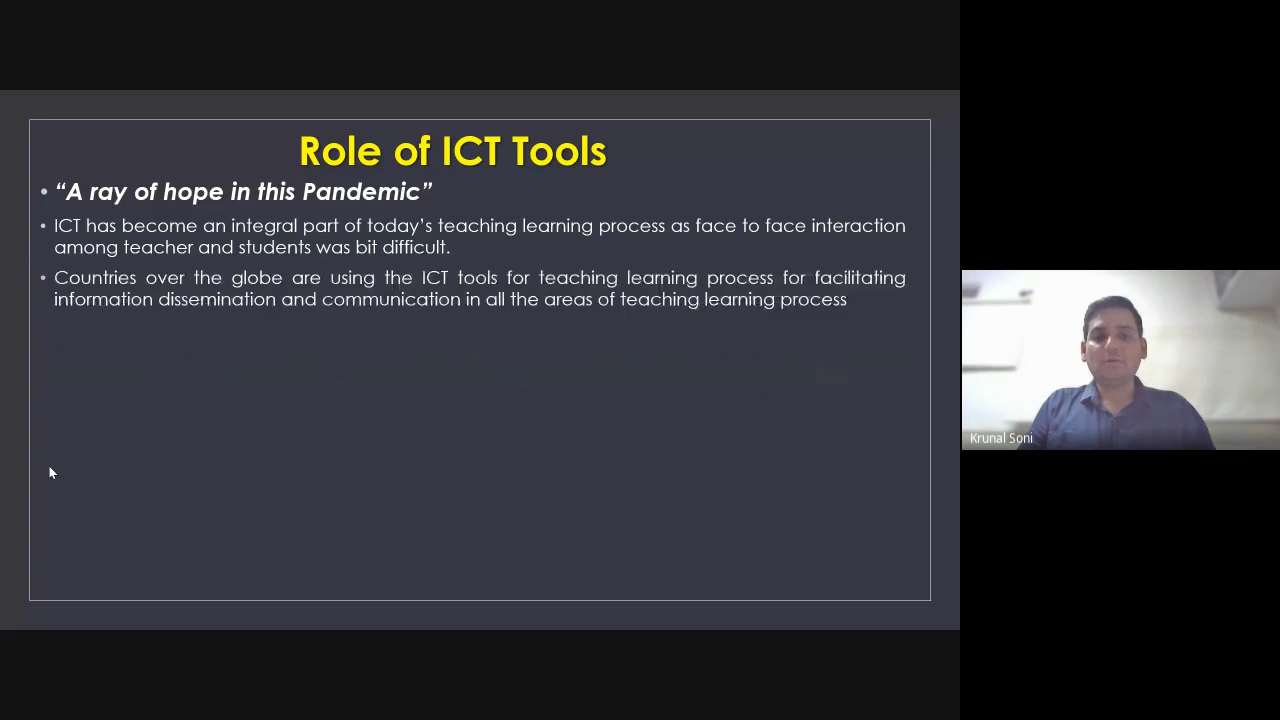 Role of ICT Tools
• “A ray of hope in this Pandemic”
• ICT has become an integral part of today’s teaching learning process as face to face interaction
among teacher and students was bit difficult.
• Countries over the globe are using the ICT tools for teaching learning process for facilitating
information dissemination and communication in all the areas of teaching learning process
Krunal Soni